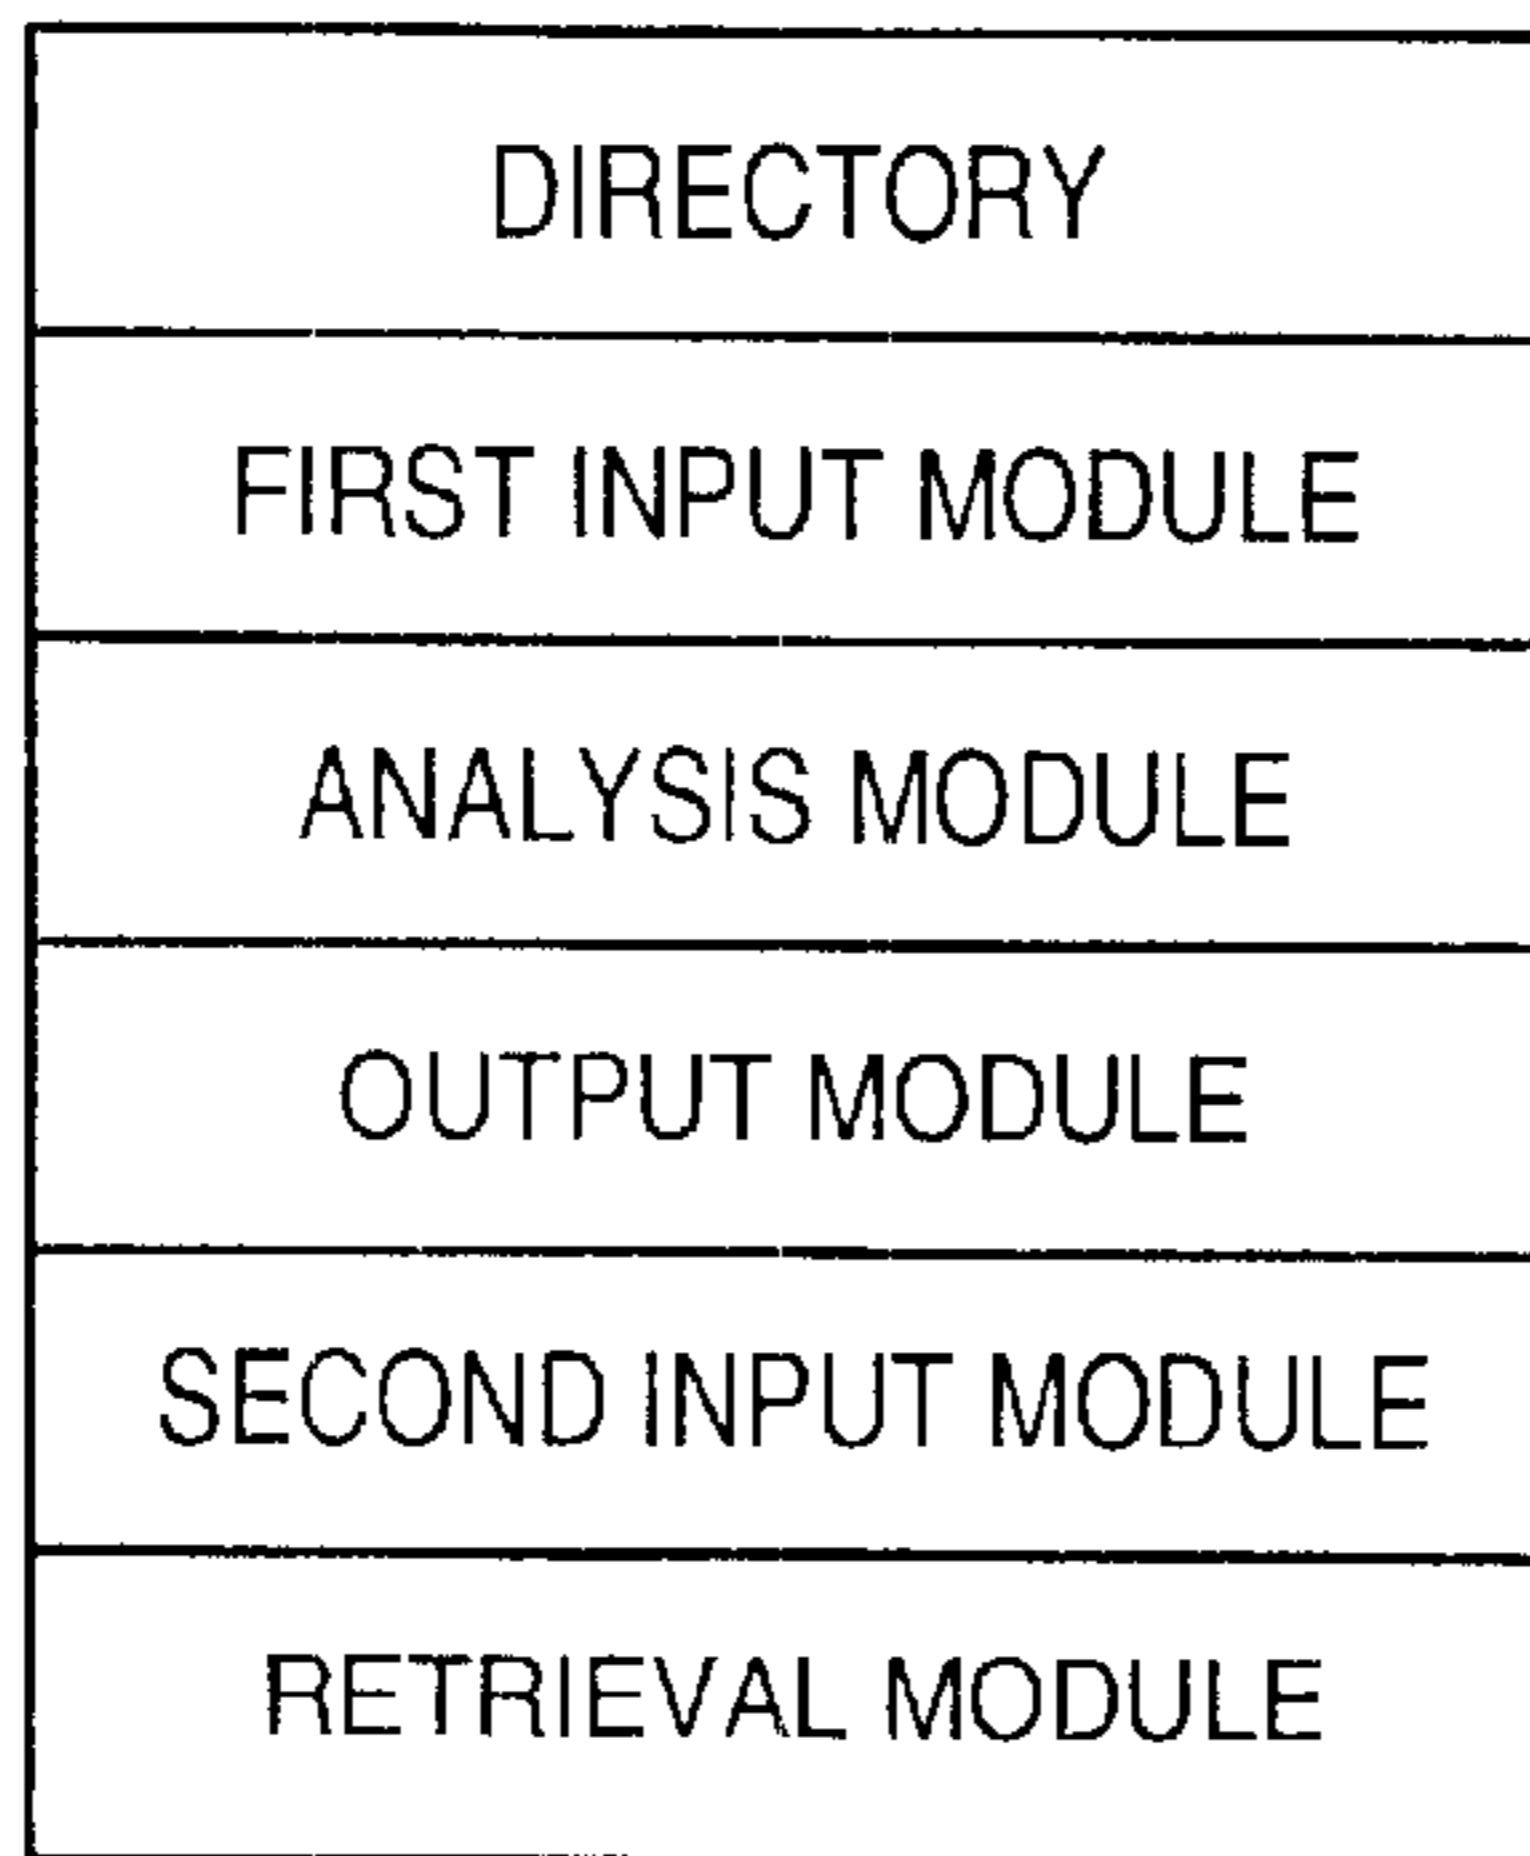 DIRECTORY
FIRST INPUT MODULE
ANALYSIS MODULE
OUTPUT MODULE
SECOND INPUT MODULE
RETRIEVAL MODULE